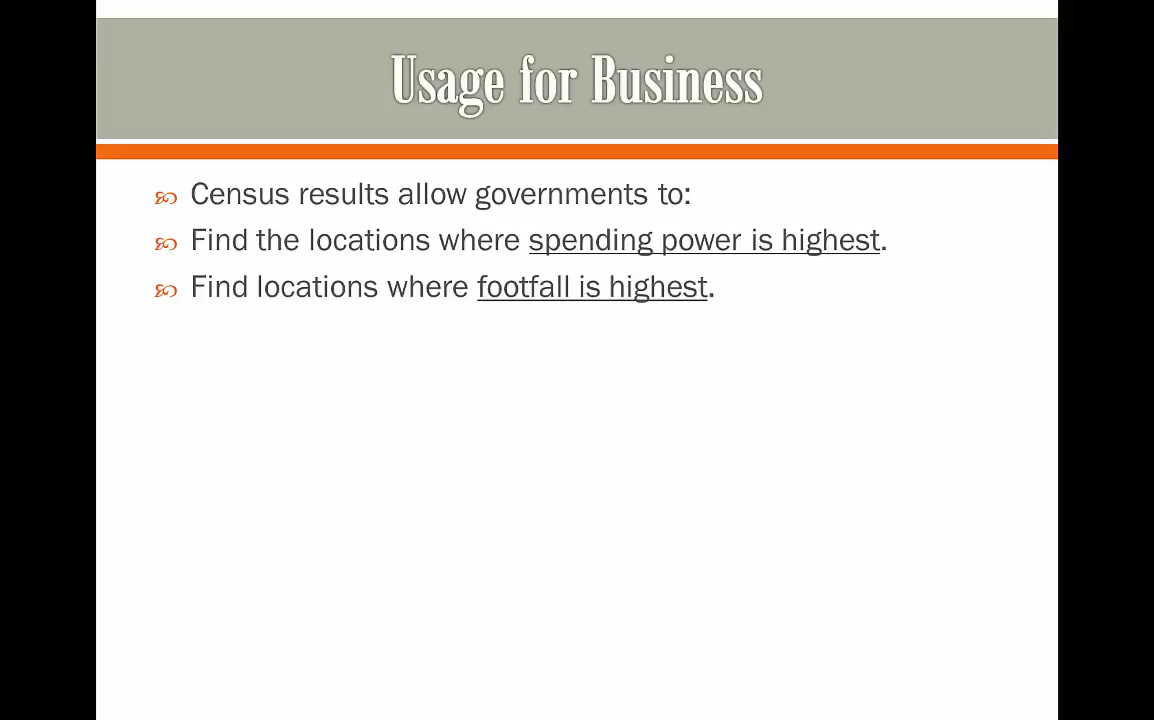 Usage for Business
Census results allow governments to:
Find the locations where spending power is highest.
Find locations where footfall is highest.